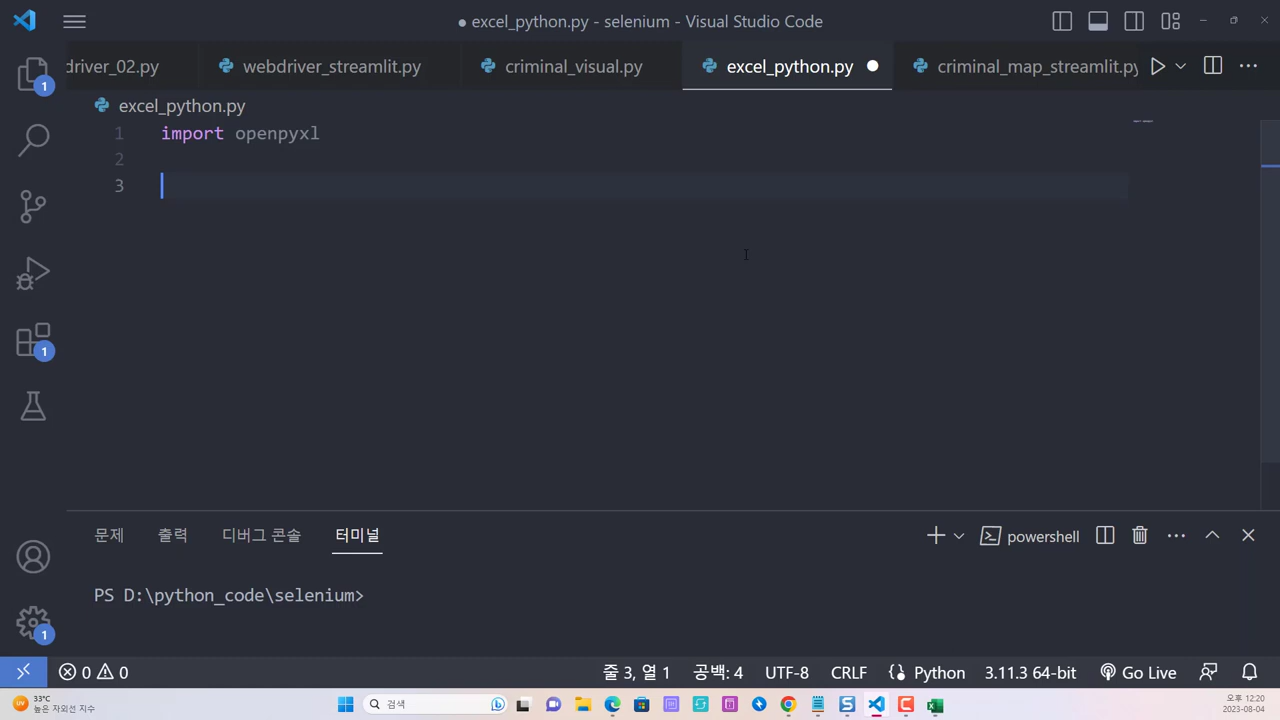 excel_python.py - selenium - Visual Studio Code
driver_02.py
webdriver_streamlit.py
criminal_visual.py
excel_python.py
criminal_map_streamlit.py
excel_python.py
1 import openpyxl
2
3
문제 출력 디버그 콘솔 터미널
powershell
PS D:\python_code\selenium>
1
1
1
0 0
줄 3, 열 1
공백: 4
UTF-8
CRLF
Python
3.11.3 64-bit
Go Live
33°C
높은 자외선 지수
검색
오후 12:20
2023-08-04